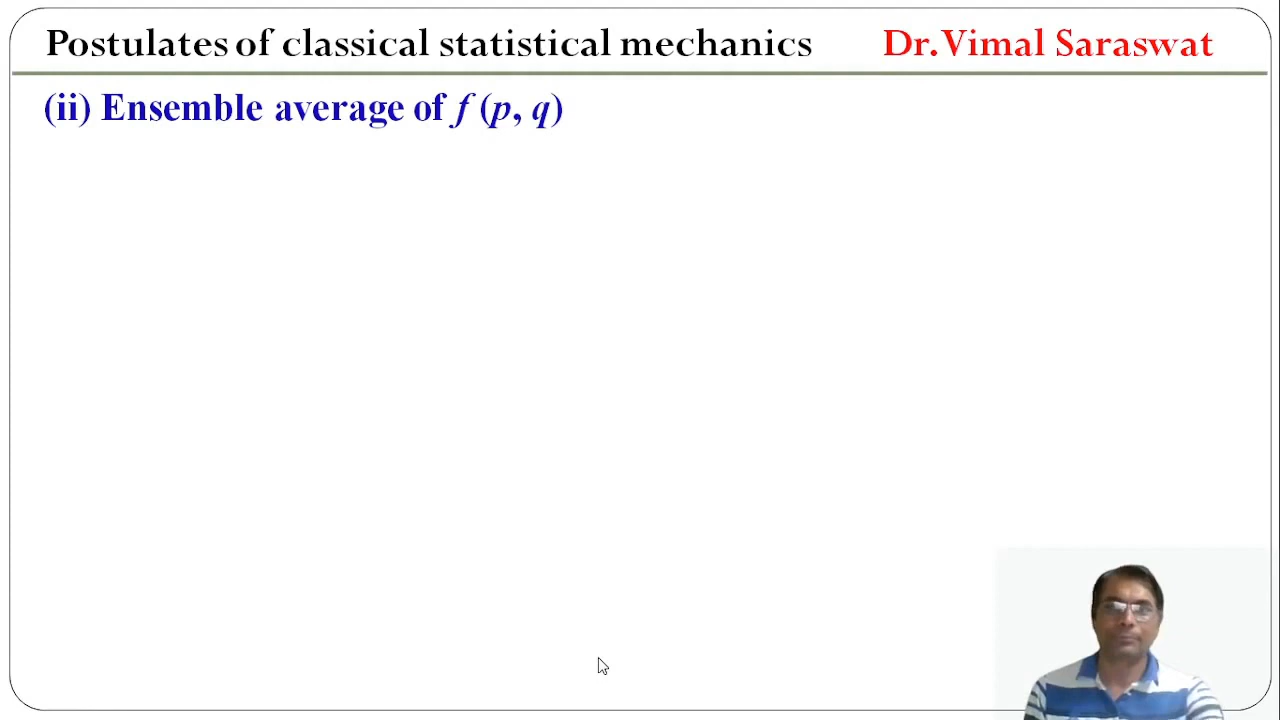 Postulates of classical statistical mechanics Dr. Vimal Saraswat
(ii) Ensemble average of f (p, q)